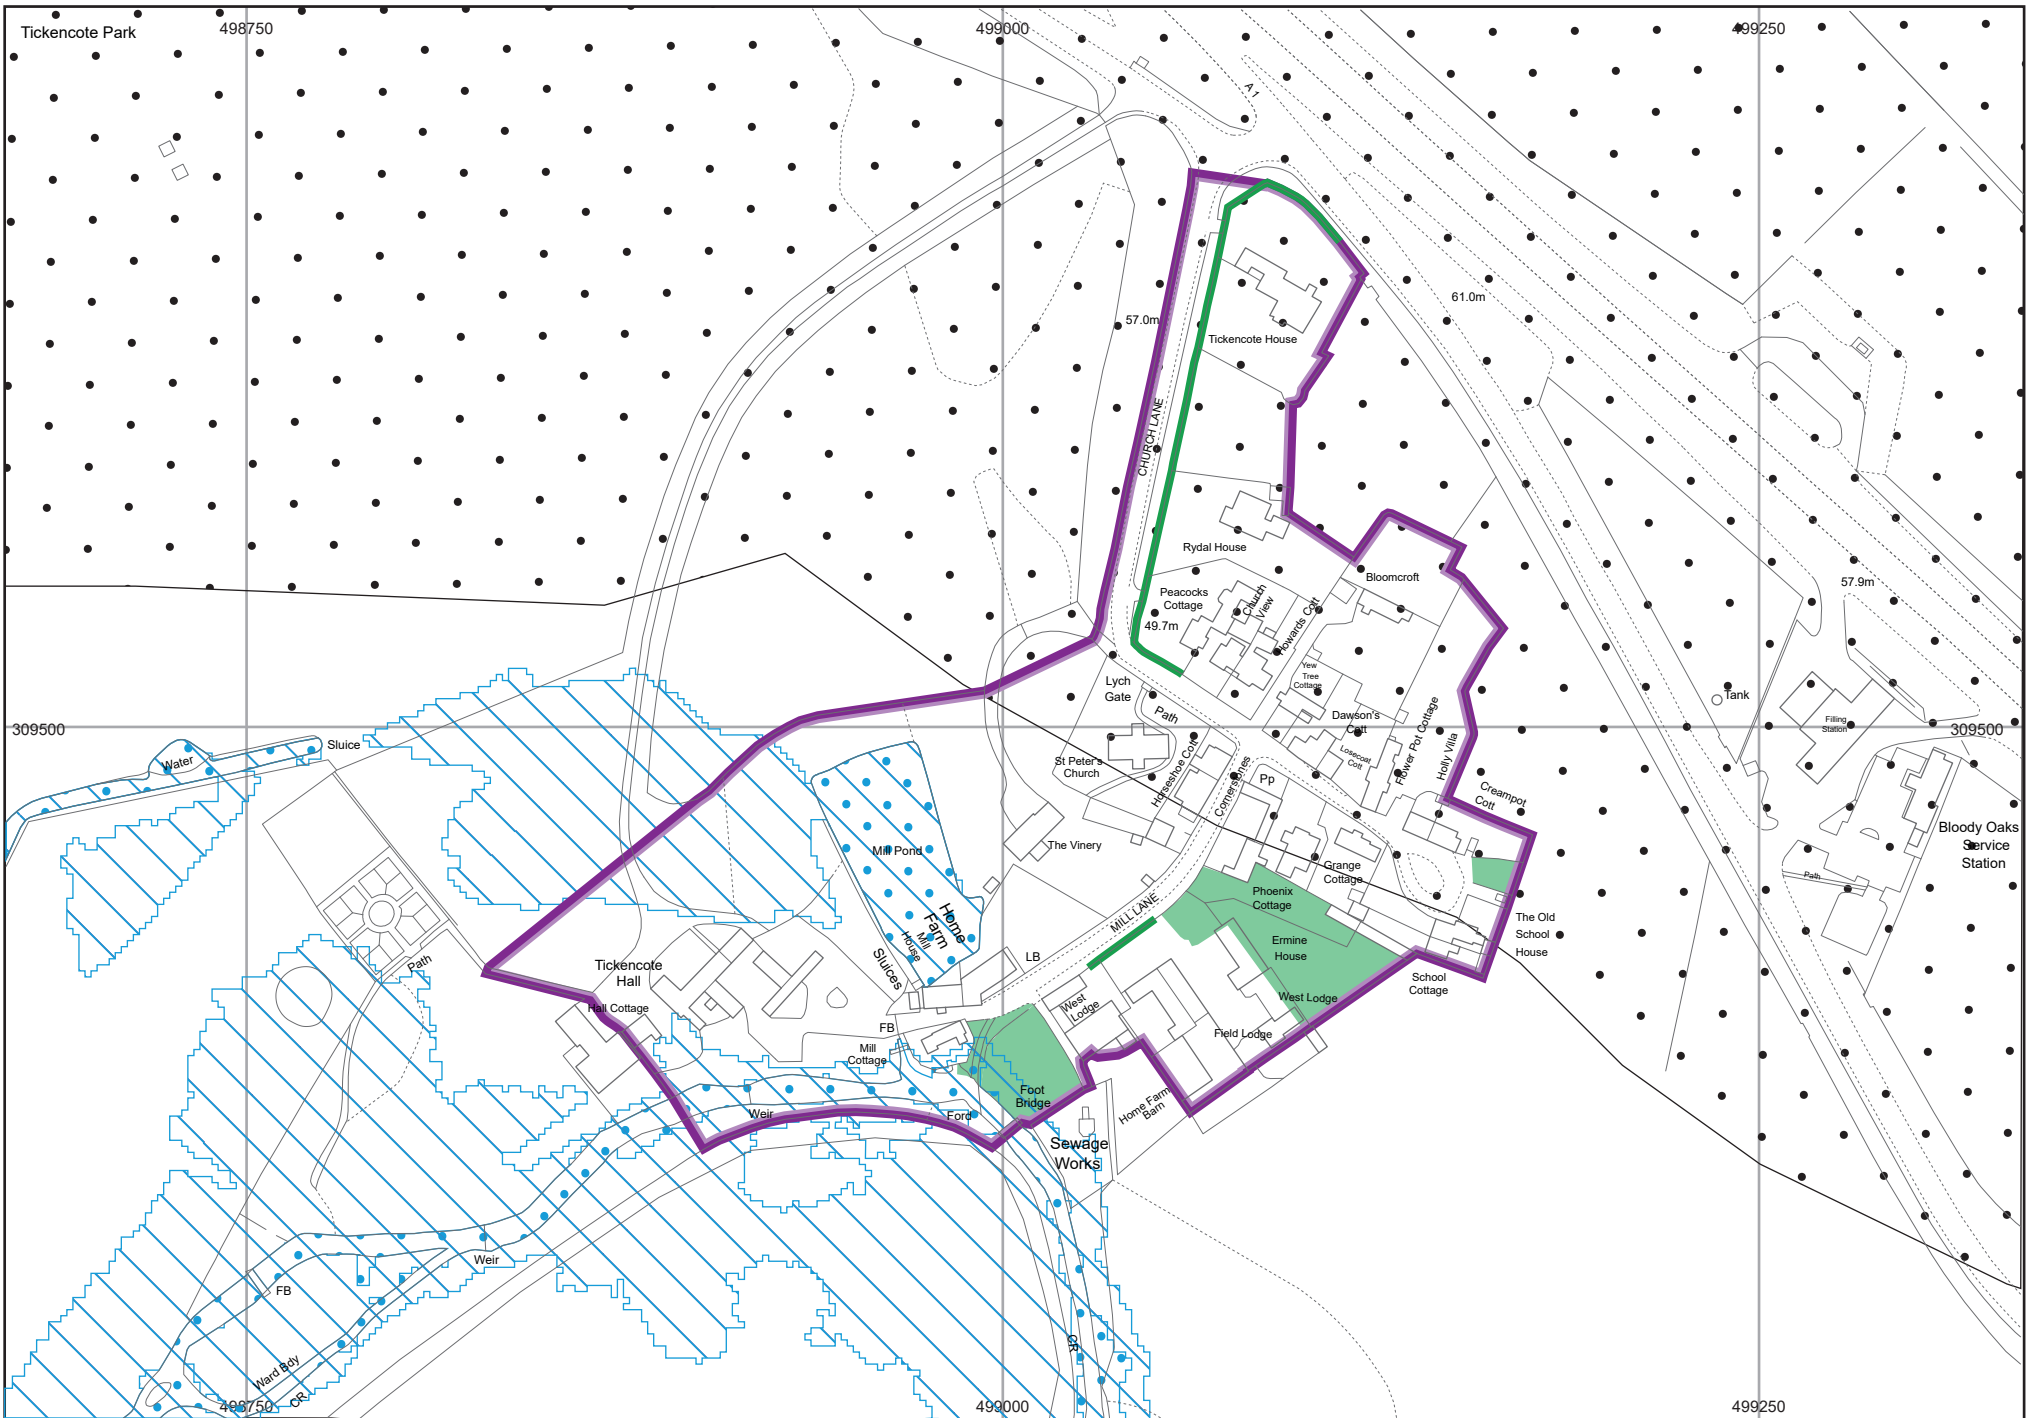 Tickencote Park
498750
499000
499250
A1
61.0m
57.0m
Tickencote House
CHURCH LANE
Rydal House
Bloomcroft
57.9m
Peacocks
Cottage
Church
View
Howards Cott
49.7m
Yew
Tree
Cottage
Lych
Gate
Path
Dawson's
Cott
Losecoat
Cott
Flower Pot Cottage
Holly Villa
Tank
Filling
Station
309500
309500
Water
Sluice
St Peter's
Church
Horseshoe Cott
Cornerstones
Pp
Creampot
Cott
Bloody Oaks
Service
Station
Path
Mill Pond
The Vinery
Grange
Cottage
Phoenix
Cottage
MILL LANE
Home
Farm
Mill
House
Sluices
Ermine
House
The Old
School
House
Path
Tickencote
Hall
Hall Cottage
LB
West
Lodge
West Lodge
School
Cottage
FB
Mill
Cottage
Field Lodge
Foot
Bridge
Home Farm
Barn
Weir
Ford
Sewage
Works
Weir
FB
Ward Bdy
CR
CR
498750
499000
499250